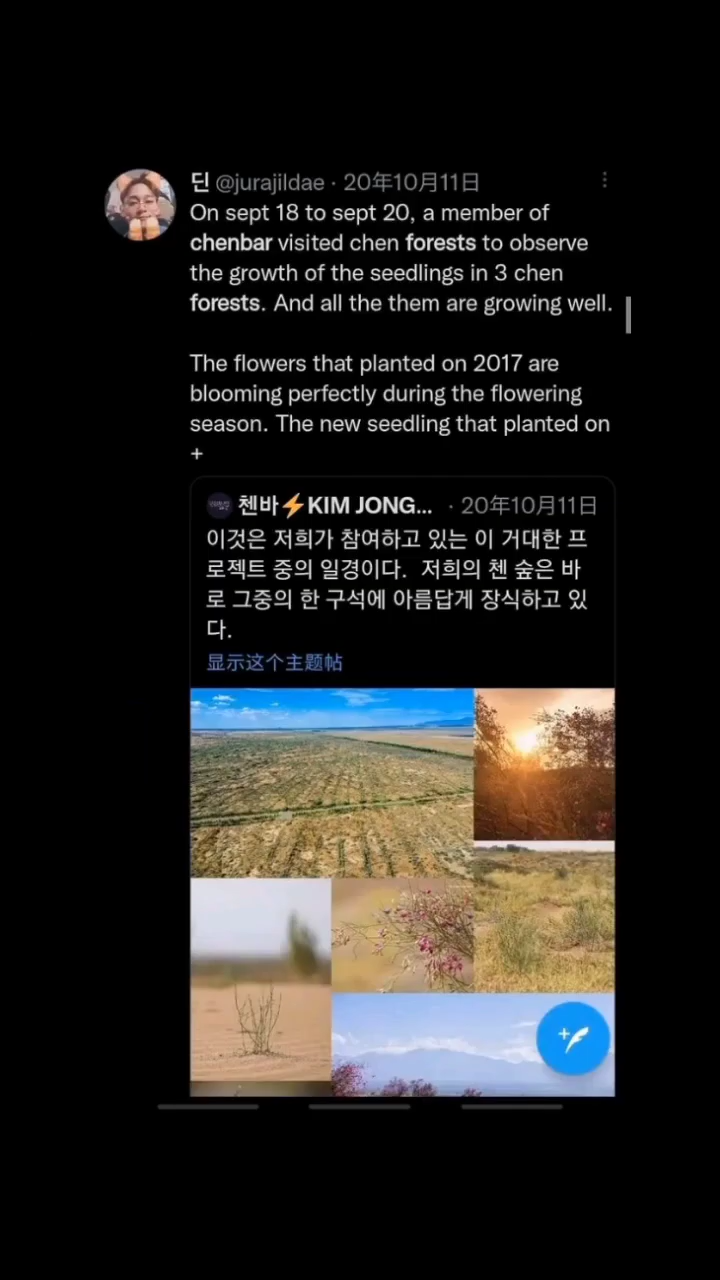 딘 @jurajildae · 20年10月11日
On sept 18 to sept 20, a member of
chenbar visited chen forests to observe
the growth of the seedlings in 3 chen
forests. And all the them are growing well.
The flowers that planted on 2017 are
blooming perfectly during the flowering
season. The new seedling that planted on
+
첸바⚡KIM JONG... · 20年10月11日
이것은 저희가 참여하고 있는 이 거대한 프
로젝트 중의 일경이다. 저희의 첸 숲은 바
로 그중의 한 구석에 아름답게 장식하고 있
다.
显示这个主题帖